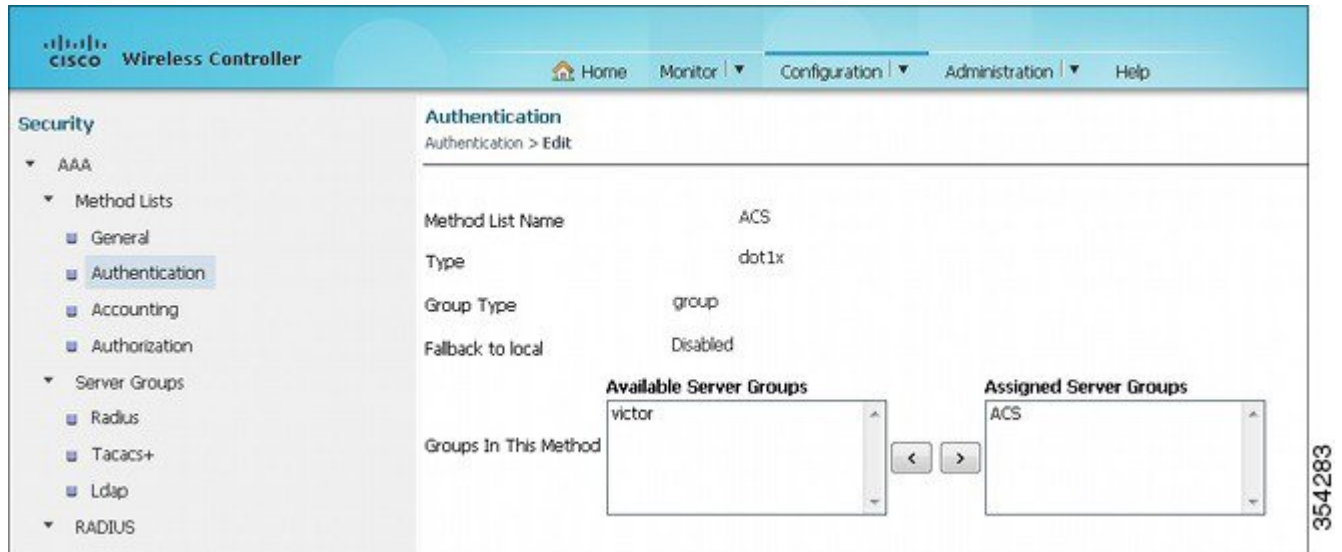 CISCO Wireless Controller
Home Monitor Configuration Administration Help
Security
AAA
Method Lists
General
Authentication
Accounting
Authorization
Server Groups
Radius
Tacacs+
Ldap
RADIUS
Authentication
Authentication > Edit
Method List Name ACS
Type dot1x
Group Type group
Fallback to local Disabled
Available Server Groups Assigned Server Groups
Groups In This Method victor < > ACS
354283